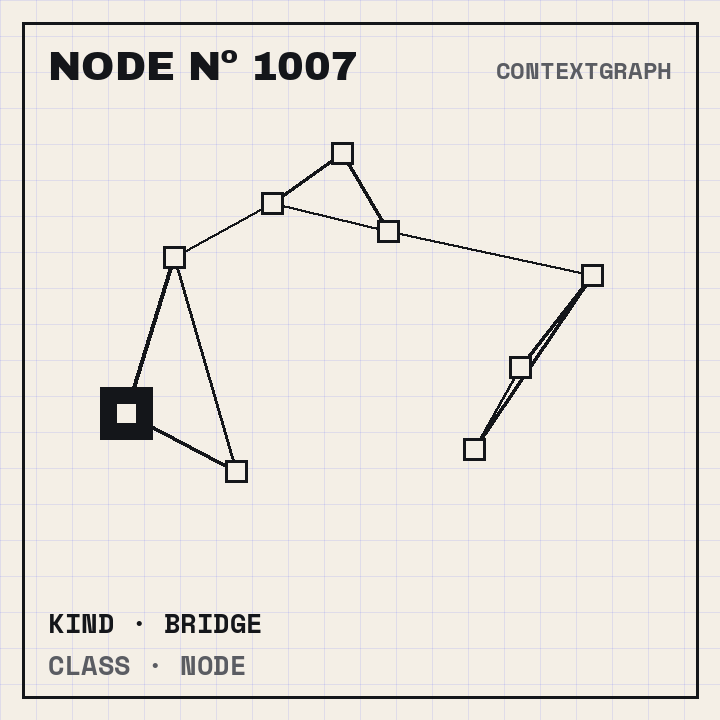 NODE Nº 1007
CONTEXTGRAPH
KIND · BRIDGE
CLASS · NODE